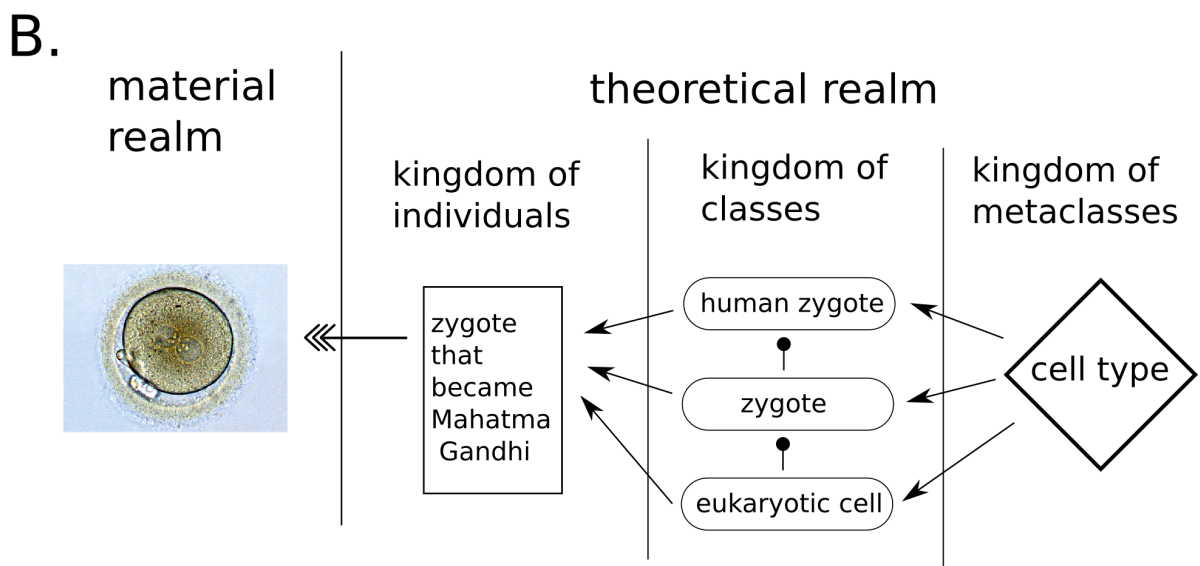 B.
material
realm
theoretical realm
kingdom of
individuals
kingdom of
classes
kingdom of
metaclasses
zygote
that
became
Mahatma
Gandhi
human zygote
zygote
eukaryotic cell
cell type